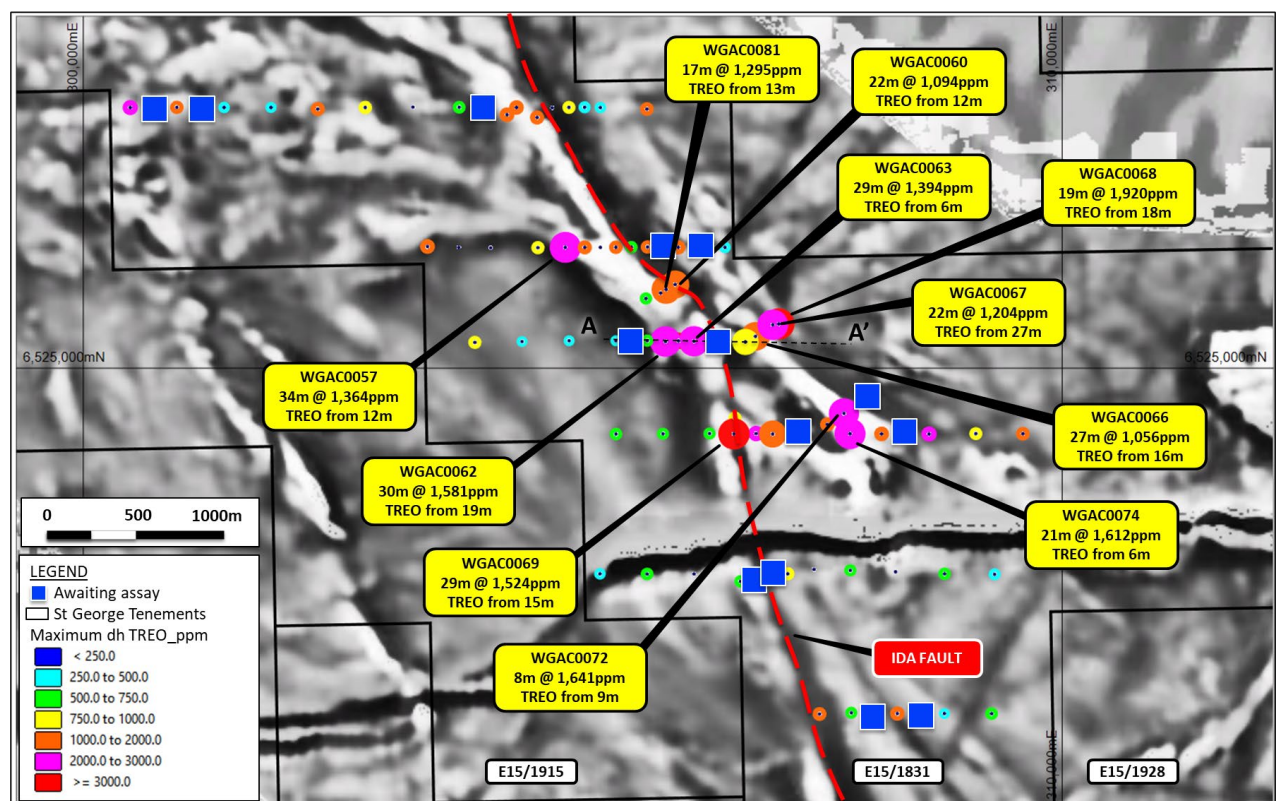 300,000mE
310,000mE
WGAC0081
17m @ 1,295ppm
TREO from 13m
WGAC0060
22m @ 1,094ppm
TREO from 12m
WGAC0063
29m @ 1,394ppm
TREO from 6m
WGAC0068
19m @ 1,920ppm
TREO from 18m
WGAC0067
22m @ 1,204ppm
TREO from 27m
A
A’
6,525,000mN
6,525,000mN
WGAC0057
34m @ 1,364ppm
TREO from 12m
WGAC0066
27m @ 1,056ppm
TREO from 16m
WGAC0062
30m @ 1,581ppm
TREO from 19m
WGAC0074
21m @ 1,612ppm
TREO from 6m
WGAC0069
29m @ 1,524ppm
TREO from 15m
WGAC0072
8m @ 1,641ppm
TREO from 9m
IDA FAULT
0 500 1000m
LEGEND
Awaiting assay
St George Tenements
Maximum dh TREO_ppm
< 250.0
250.0 to 500.0
500.0 to 750.0
750.0 to 1000.0
1000.0 to 2000.0
2000.0 to 3000.0
>= 3000.0
E15/1915
E15/1831
E15/1928
310,000mE